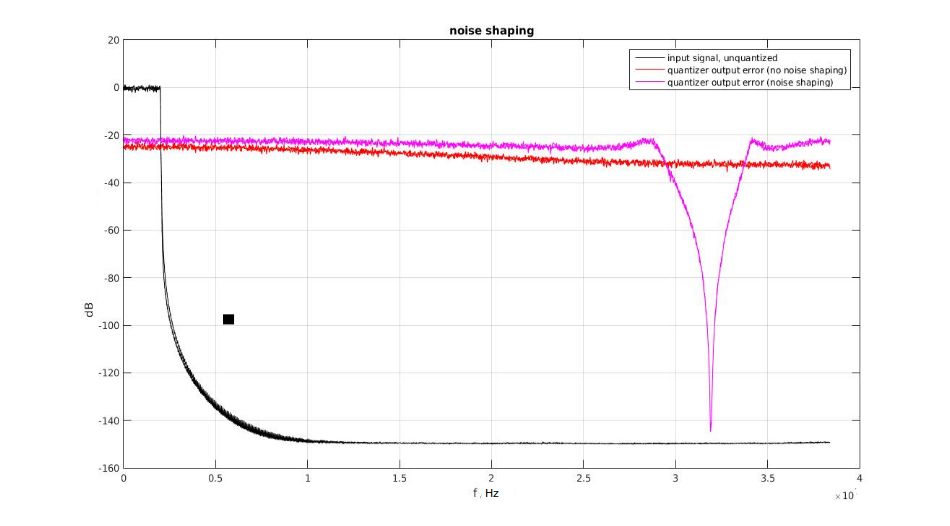 noise shaping
input signal, unquantized
quantizer output error (no noise shaping)
quantizer output error (noise shaping)
20
0
-20
-40
-60
-80
-100
-120
-140
-160
dB
0 0.5 1 1.5 2 2.5 3 3.5 4
f, Hz
×10